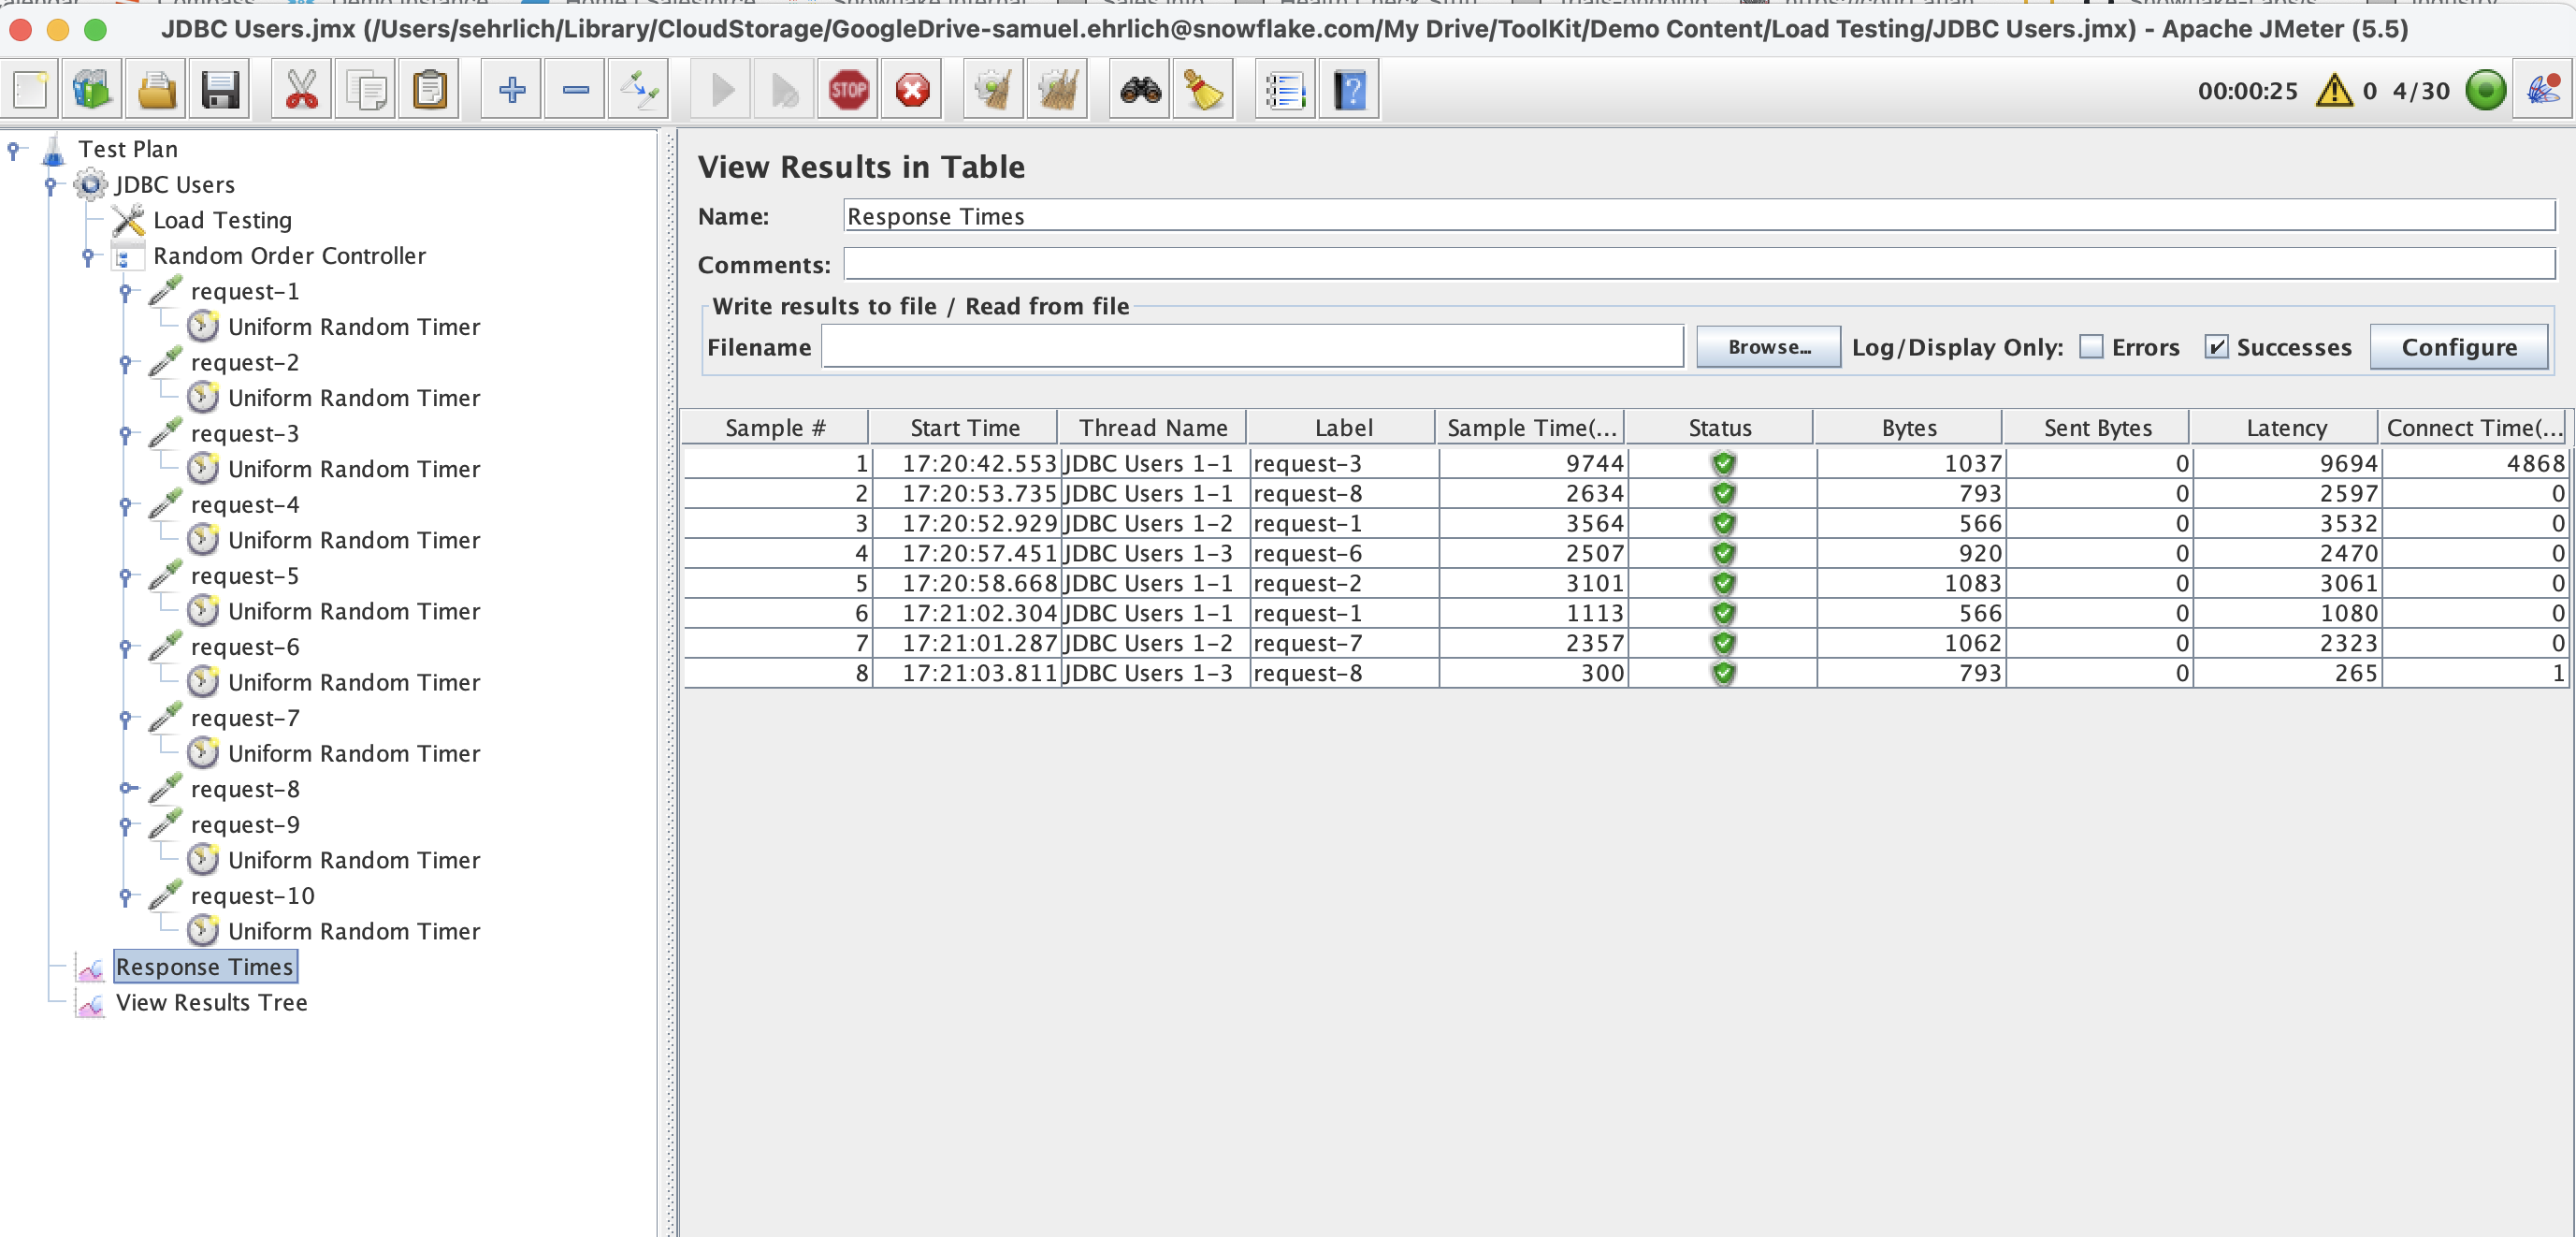 JDBC Users.jmx (/Users/sehrlich/Library/CloudStorage/GoogleDrive-samuel.ehrlich@snowflake.com/My Drive/ToolKit/Demo Content/Load Testing/JDBC Users.jmx) - Apache JMeter (5.5)
STOP
00:00:25 0 4/30
Test Plan
JDBC Users
Load Testing
Random Order Controller
request-1
Uniform Random Timer
request-2
Uniform Random Timer
request-3
Uniform Random Timer
request-4
Uniform Random Timer
request-5
Uniform Random Timer
request-6
Uniform Random Timer
request-7
Uniform Random Timer
request-8
request-9
Uniform Random Timer
request-10
Uniform Random Timer
Response Times
View Results Tree
View Results in Table
Name: Response Times
Comments:
Write results to file / Read from file
Filename Browse... Log/Display Only: Errors Successes Configure
Sample # Start Time Thread Name Label Sample Time(... Status Bytes Sent Bytes Latency Connect Time(...
1 17:20:42.553 JDBC Users 1-1 request-3 9744 1037 0 9694 4868
2 17:20:53.735 JDBC Users 1-1 request-8 2634 793 0 2597 0
3 17:20:52.929 JDBC Users 1-2 request-1 3564 566 0 3532 0
4 17:20:57.451 JDBC Users 1-3 request-6 2507 920 0 2470 0
5 17:20:58.668 JDBC Users 1-1 request-2 3101 1083 0 3061 0
6 17:21:02.304 JDBC Users 1-1 request-1 1113 566 0 1080 0
7 17:21:01.287 JDBC Users 1-2 request-7 2357 1062 0 2323 0
8 17:21:03.811 JDBC Users 1-3 request-8 300 793 0 265 1